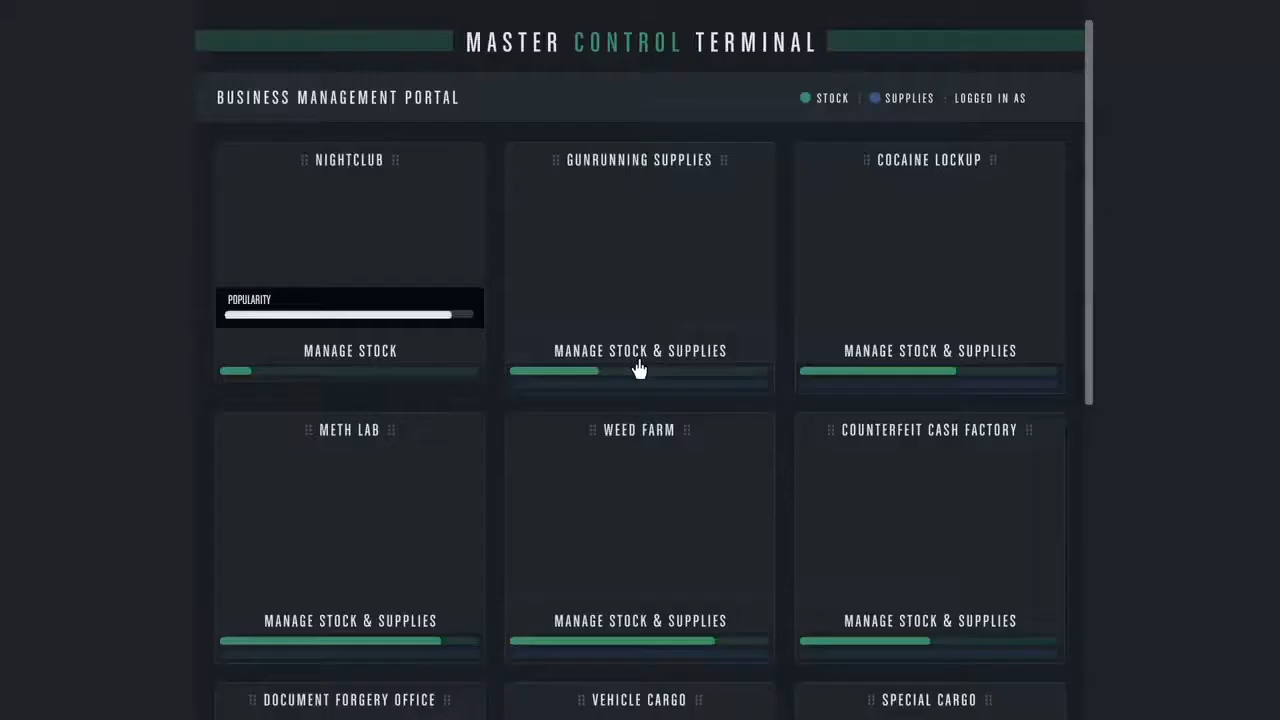 MASTER CONTROL TERMINAL
BUSINESS MANAGEMENT PORTAL
STOCK
SUPPLIES
LOGGED IN AS
NIGHTCLUB
GUNRUNNING SUPPLIES
COCAINE LOCKUP
POPULARITY
MANAGE STOCK
MANAGE STOCK & SUPPLIES
MANAGE STOCK & SUPPLIES
METH LAB
WEED FARM
COUNTERFEIT CASH FACTORY
MANAGE STOCK & SUPPLIES
MANAGE STOCK & SUPPLIES
MANAGE STOCK & SUPPLIES
DOCUMENT FORGERY OFFICE
VEHICLE CARGO
SPECIAL CARGO